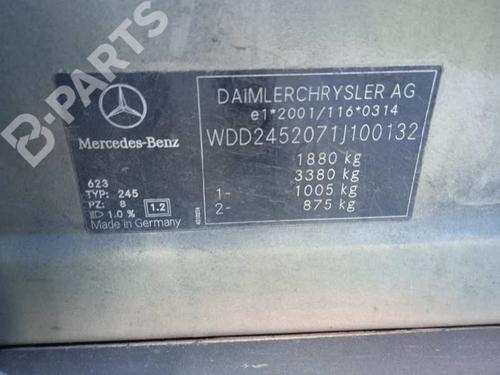 B-PARTS
Mercedes-Benz
623
TYP: 245
PZ: 8
1.0 % 1.2
Made in Germany
DAIMLERCHRYSLER AG
e1*2001/116*0314
WDD2452071J100132
1880 kg
3380 kg
1- 1005 kg
2- 875 kg